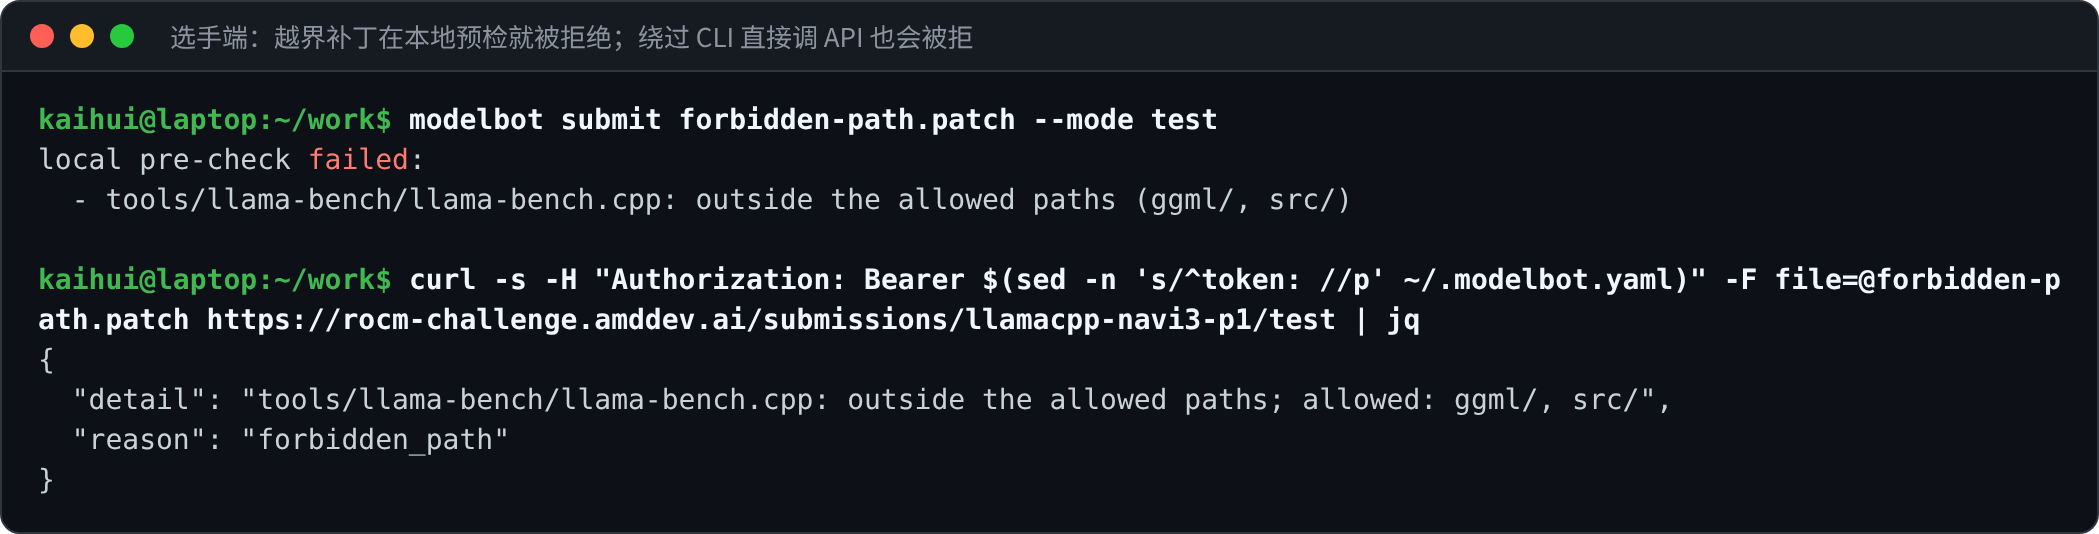 选手端：越界补丁在本地预检就被拒绝；绕过 CLI 直接调 API 也会被拒
kaihui@laptop:~/work$ modelbot submit forbidden-path.patch --mode test
local pre-check failed:
  - tools/llama-bench/llama-bench.cpp: outside the allowed paths (ggml/, src/)
kaihui@laptop:~/work$ curl -s -H "Authorization: Bearer $(sed -n 's/^token: //p' ~/.modelbot.yaml)" -F file=@forbidden-p
ath.patch https://rocm-challenge.amddev.ai/submissions/llamacpp-navi3-p1/test | jq
{
  "detail": "tools/llama-bench/llama-bench.cpp: outside the allowed paths; allowed: ggml/, src/",
  "reason": "forbidden_path"
}